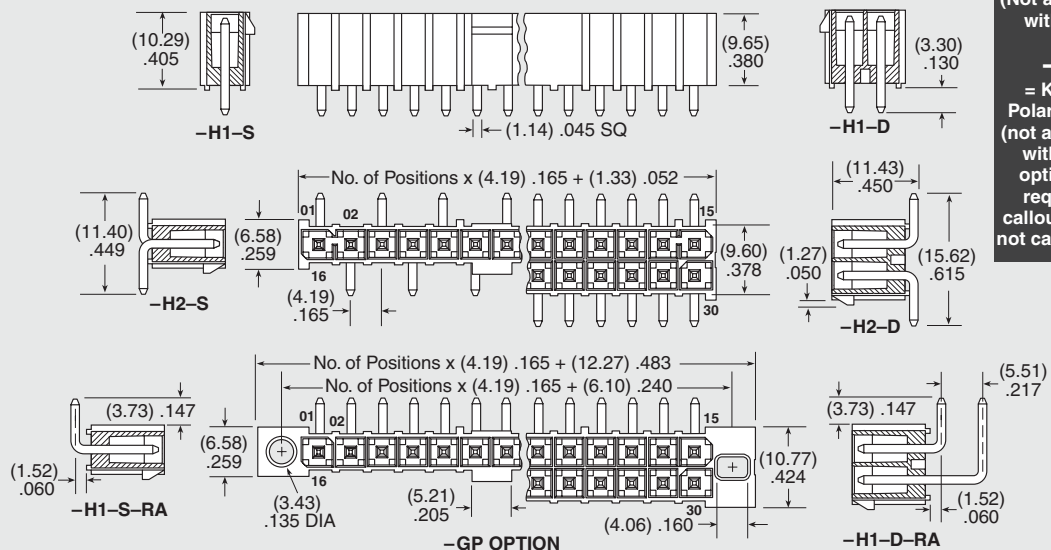 (10.29)
.405
–H1–S
(9.65)
.380
(1.14) .045 SQ
(3.30)
.130
–H1–D
(Not a
wit
= K
Polar
(not a
with
opti
req
callou
not ca
(11.40)
.449
–H2–S
No. of Positions x (4.19) .165 + (1.33) .052
01
02
15
(6.58)
.259
16
(4.19)
.165
(9.60)
.378
30
(11.43)
.450
(1.27)
.050
(15.62)
.615
–H2–D
No. of Positions x (4.19) .165 + (12.27) .483
No. of Positions x (4.19) .165 + (6.10) .240
(3.73) .147
(1.52)
.060
–H1–S–RA
01
02
15
(6.58)
.259
16
(3.43)
.135 DIA
(5.21)
.205
30
(4.06) .160
(10.77)
.424
–GP OPTION
(5.51)
.217
(3.73) .147
(1.52)
.060
–H1–D–RA